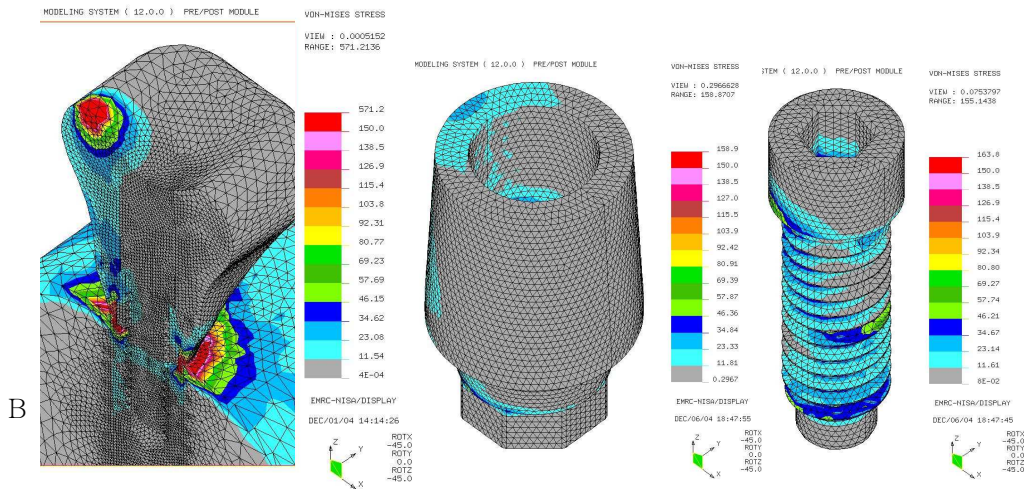 MODELING SYSTEM ( 12.0.0 ) PRE/POST MODULE
VON-MISES STRESS
VIEW : 0.0005152
RANGE: 571.2136
571.2
150.0
138.5
126.9
115.4
103.8
92.31
80.77
69.23
57.69
46.15
34.62
23.08
11.54
4E-04
EMRC-NISA/DISPLAY
DEC/01/04 14:14:26
ROTX
-45.0
ROTY
0.0
ROTZ
-45.0
Z
Y
X
B
MODELING SYSTEM ( 12.0.0 ) PRE/POST MODULE
VON-MISES STRESS
VIEW : 0.2966628
RANGE: 158.8707
158.9
150.0
138.5
127.0
115.5
103.9
92.42
80.91
69.39
57.87
46.36
34.84
23.33
11.81
0.2967
EMRC-NISA/DISPLAY
DEC/06/04 18:47:55
ROTX
-45.0
ROTY
0.0
ROTZ
-45.0
Z
Y
X
STEM ( 12.0.0 ) PRE/POST MODULE
VON-MISES STRESS
VIEW : 0.0753797
RANGE: 155.1438
163.8
150.0
138.5
126.9
115.4
103.9
92.34
80.80
69.27
57.74
46.21
34.67
23.14
11.61
8E-02
EMRC-NISA/DISPLAY
DEC/06/04 18:47:45
ROTX
-45.0
ROTY
0.0
ROTZ
-45.0
Z
Y
X